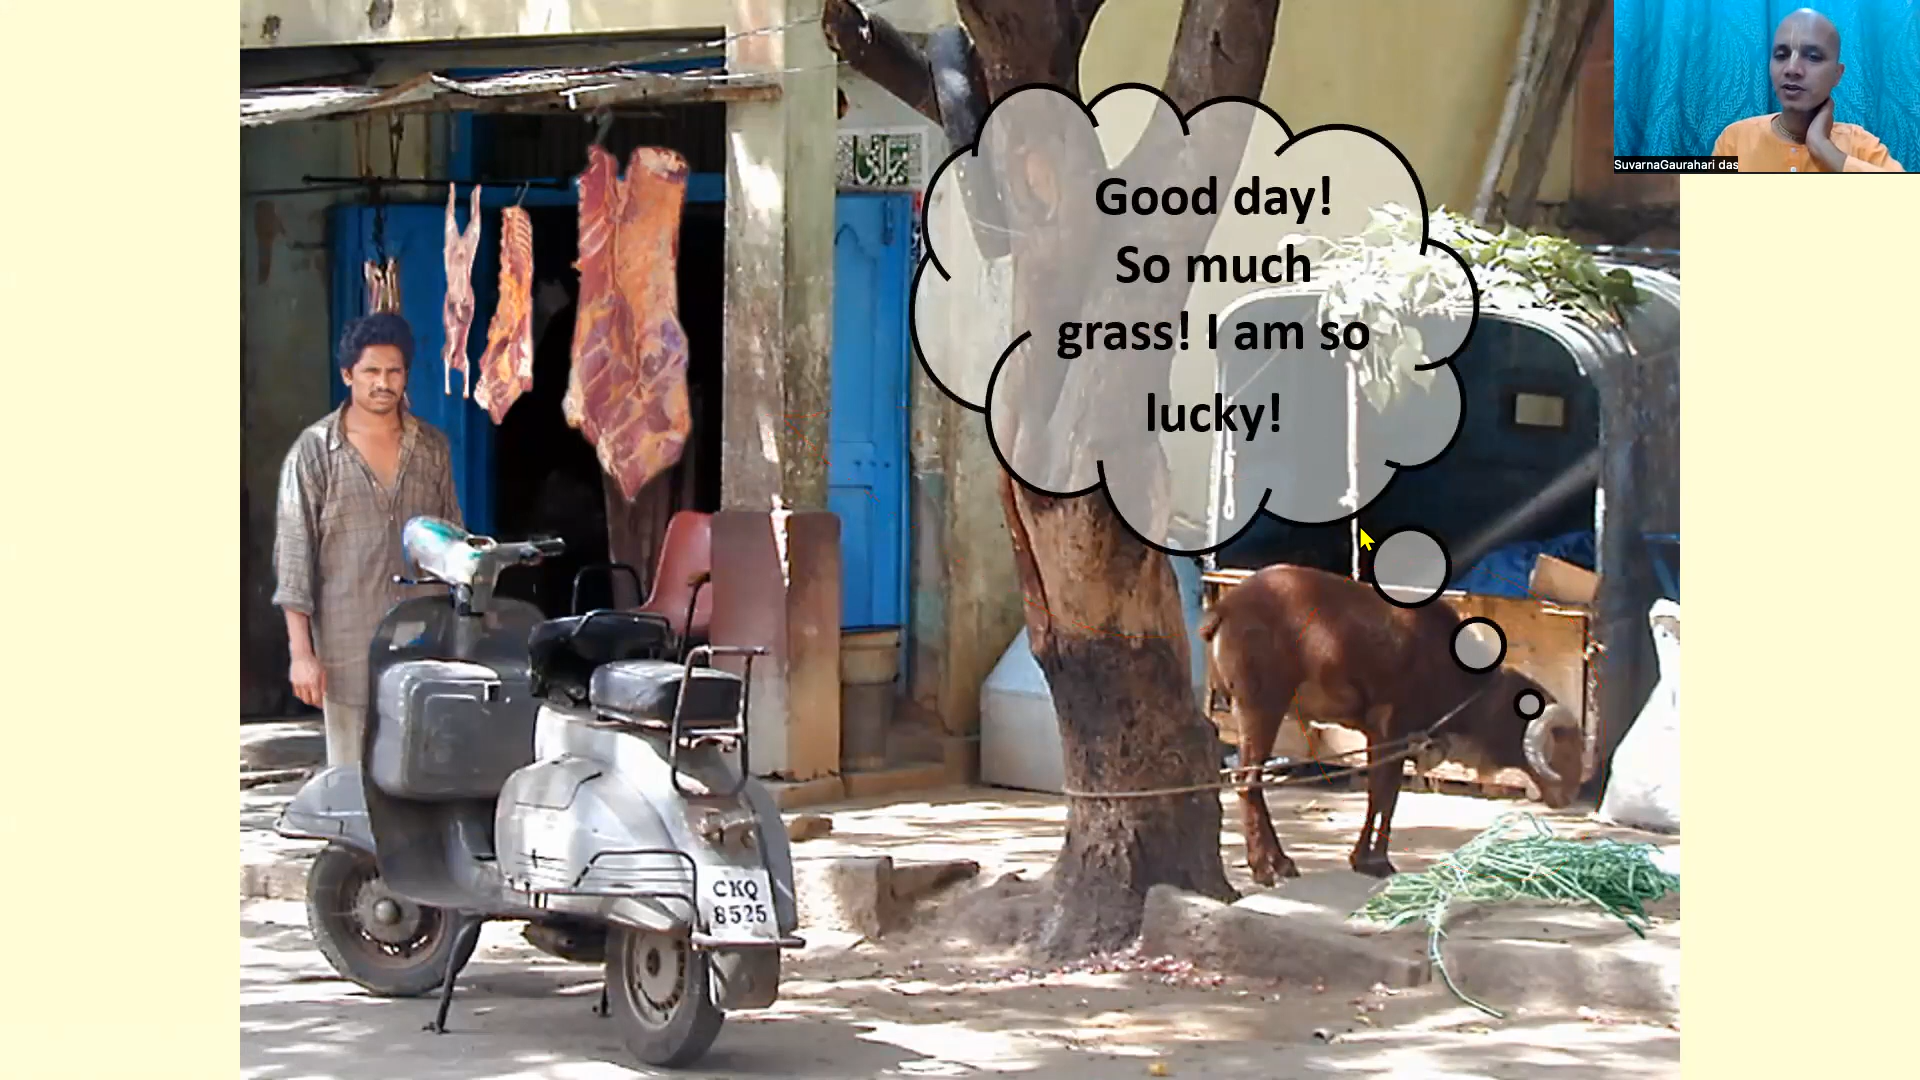 SuvarnaGaurahari das
Good day!
So much
grass! I am so
lucky!
CKQ
8525